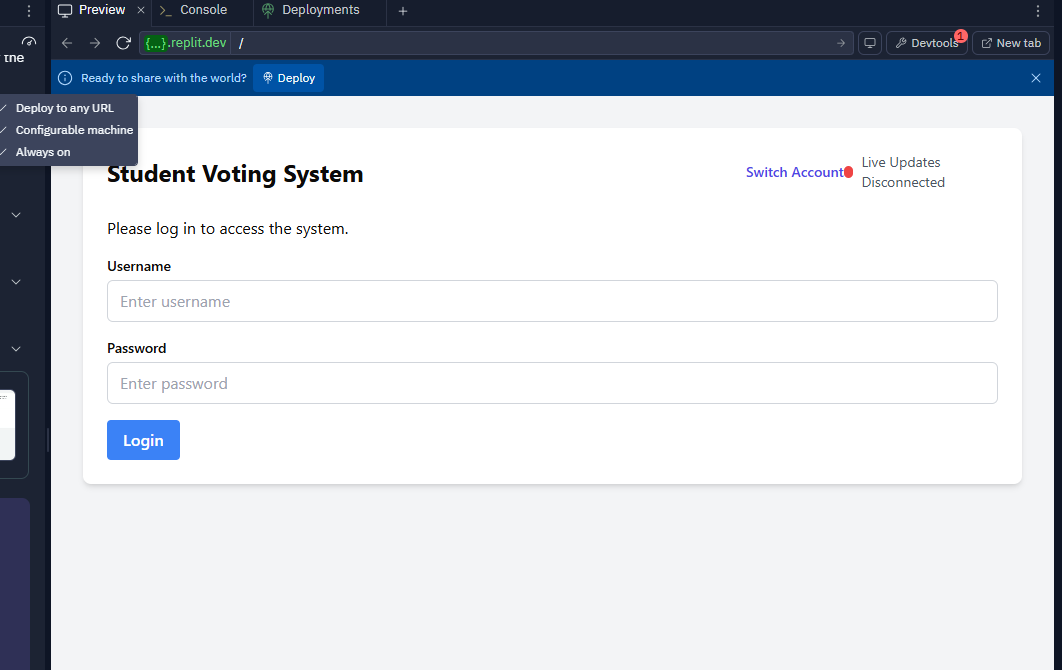 Preview
Console
Deployments
the
{...}.replit.dev /
Devtools
1
New tab
Ready to share with the world?
Deploy
Deploy to any URL
Configurable machine
Always on
Student Voting System
Switch Account
Live Updates
Disconnected
Please log in to access the system.
Username
Enter username
Password
Enter password
Login